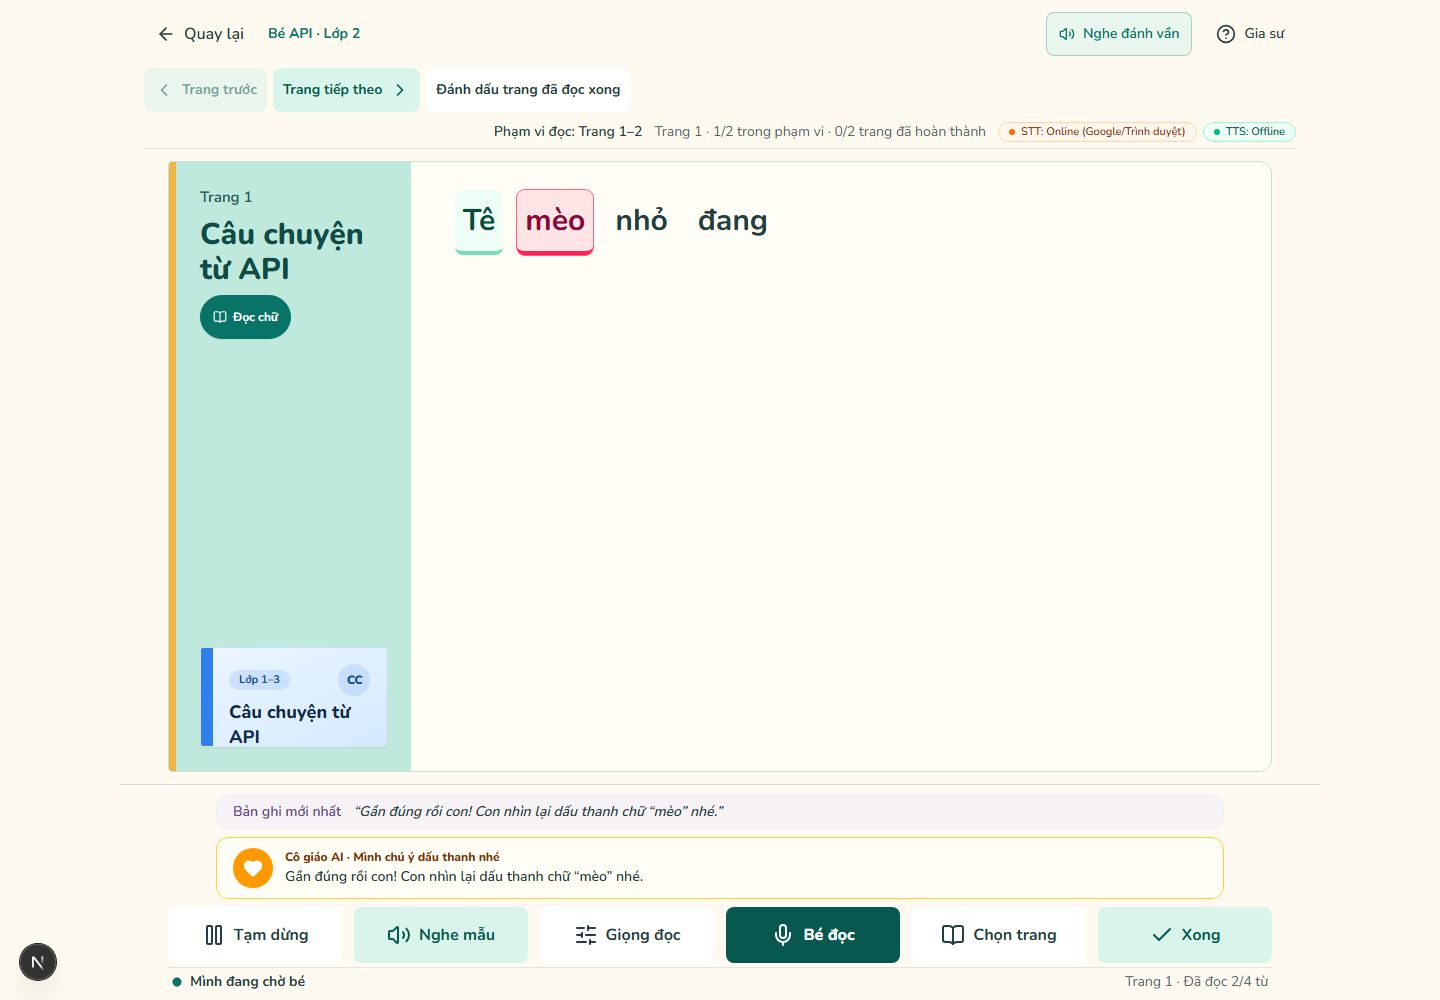 Quay lại
Bé API · Lớp 2
Nghe đánh vần
Gia sư
Trang trước
Trang tiếp theo
Đánh dấu trang đã đọc xong
Phạm vi đọc: Trang 1–2 Trang 1 · 1/2 trong phạm vi · 0/2 trang đã hoàn thành
STT: Online (Google/Trình duyệt)
TTS: Offline
Trang 1
Câu chuyện
từ API
Đọc chữ
Tê mèo nhỏ đang
Lớp 1–3
CC
Câu chuyện từ
API
Bản ghi mới nhất “Gần đúng rồi con! Con nhìn lại dấu thanh chữ “mèo” nhé.”
Cô giáo AI · Mình chú ý dấu thanh nhé
Gần đúng rồi con! Con nhìn lại dấu thanh chữ “mèo” nhé.
Tạm dừng
Nghe mẫu
Giọng đọc
Bé đọc
Chọn trang
Xong
N
Mình đang chờ bé
Trang 1 · Đã đọc 2/4 từ